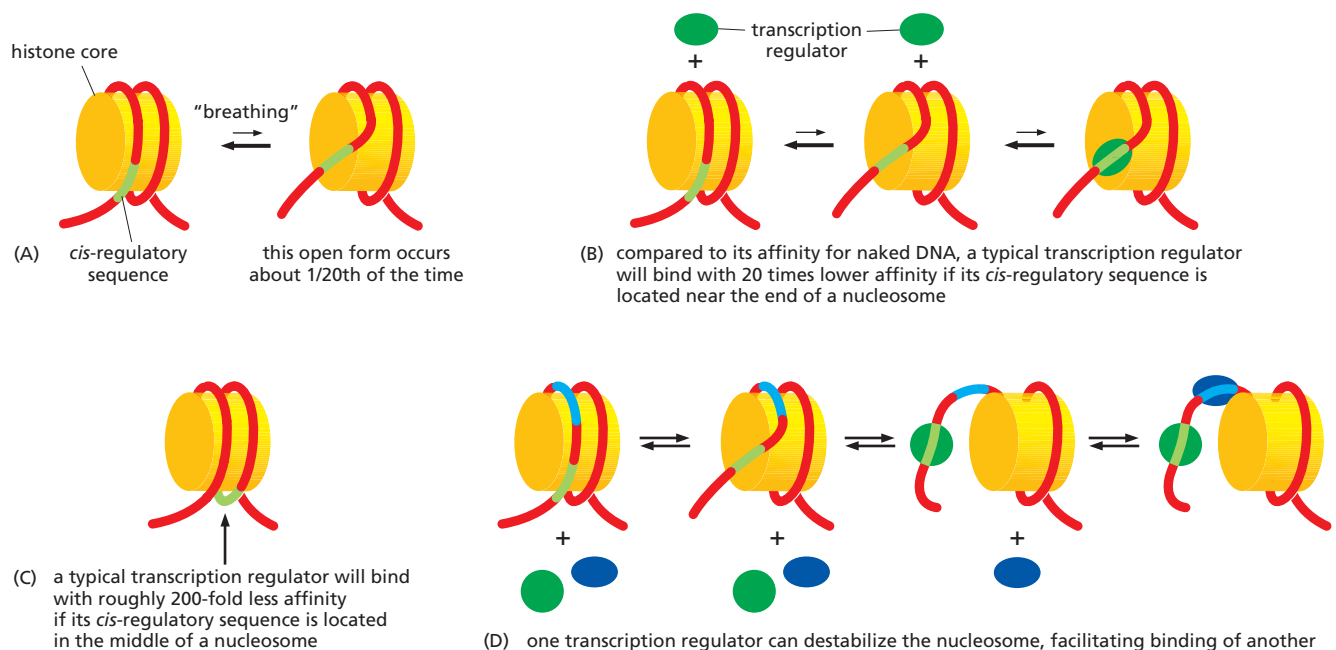 histone core
"breathing"
(A) cis-regulatory
sequence
this open form occurs
about 1/20th of the time
transcription
regulator
+
+
(B) compared to its affinity for naked DNA, a typical transcription regulator
will bind with 20 times lower affinity if its cis-regulatory sequence is
located near the end of a nucleosome
(C) a typical transcription regulator will bind
with roughly 200-fold less affinity
if its cis-regulatory sequence is located
in the middle of a nucleosome
+
+
+
(D) one transcription regulator can destabilize the nucleosome, facilitating binding of another